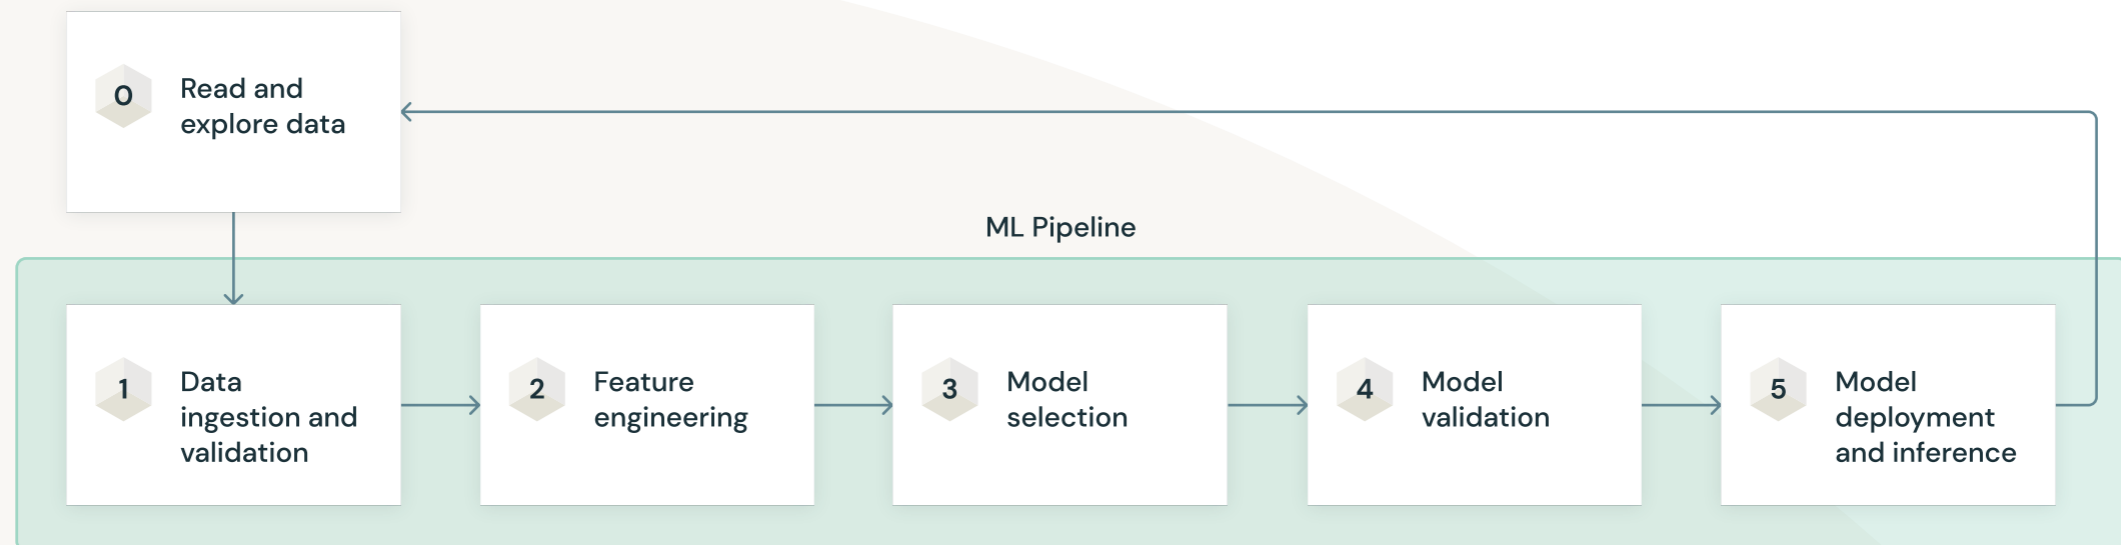 0
Read and
explore data
ML Pipeline
1
Data
ingestion and
validation
2
Feature
engineering
3
Model
selection
4
Model
validation
5
Model
deployment
and inference